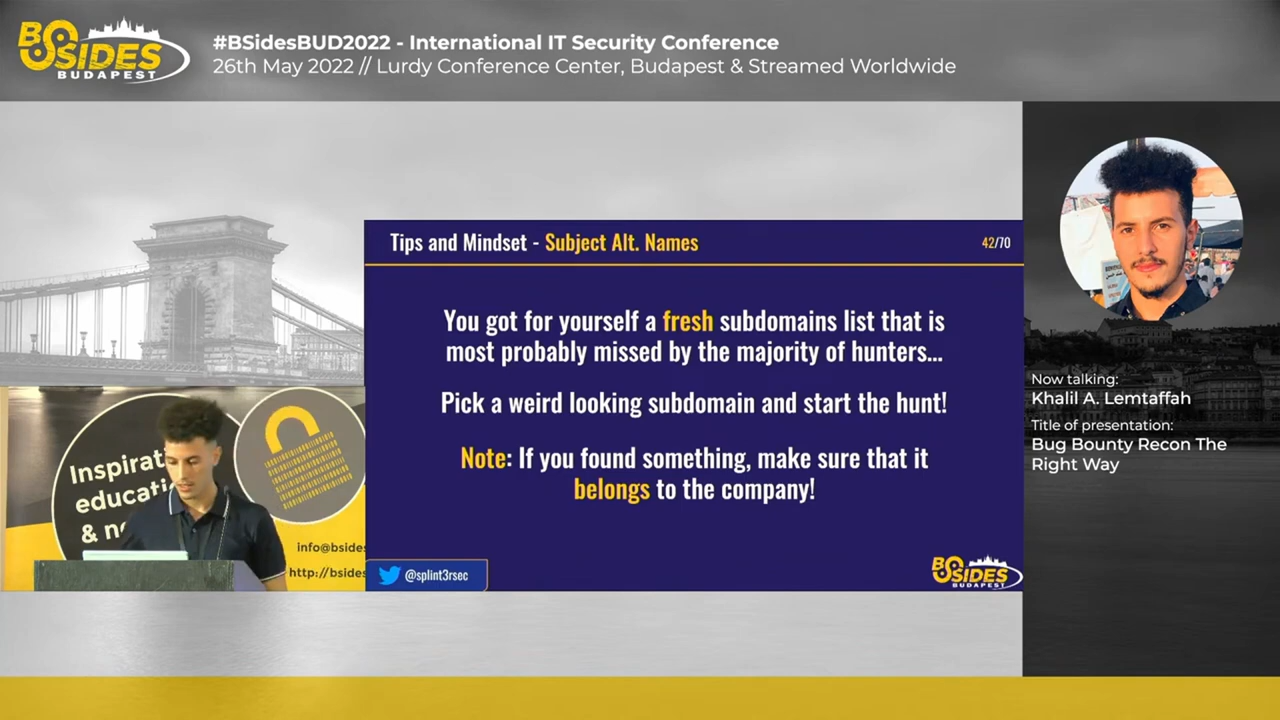 BSIDES
BUDAPEST
#BSidesBUD2022 - International IT Security Conference
26th May 2022 // Lurdy Conference Center, Budapest & Streamed Worldwide
Tips and Mindset - Subject Alt. Names
42/70
You got for yourself a fresh subdomains list that is
most probably missed by the majority of hunters...
Pick a weird looking subdomain and start the hunt!
Note: If you found something, make sure that it
belongs to the company!
@splint3rsec
BSIDES
BUDAPEST
info@bsides
http://bsides
& 
Now talking:
Khalil A. Lemtaffah
Title of presentation:
Bug Bounty Recon The
Right Way